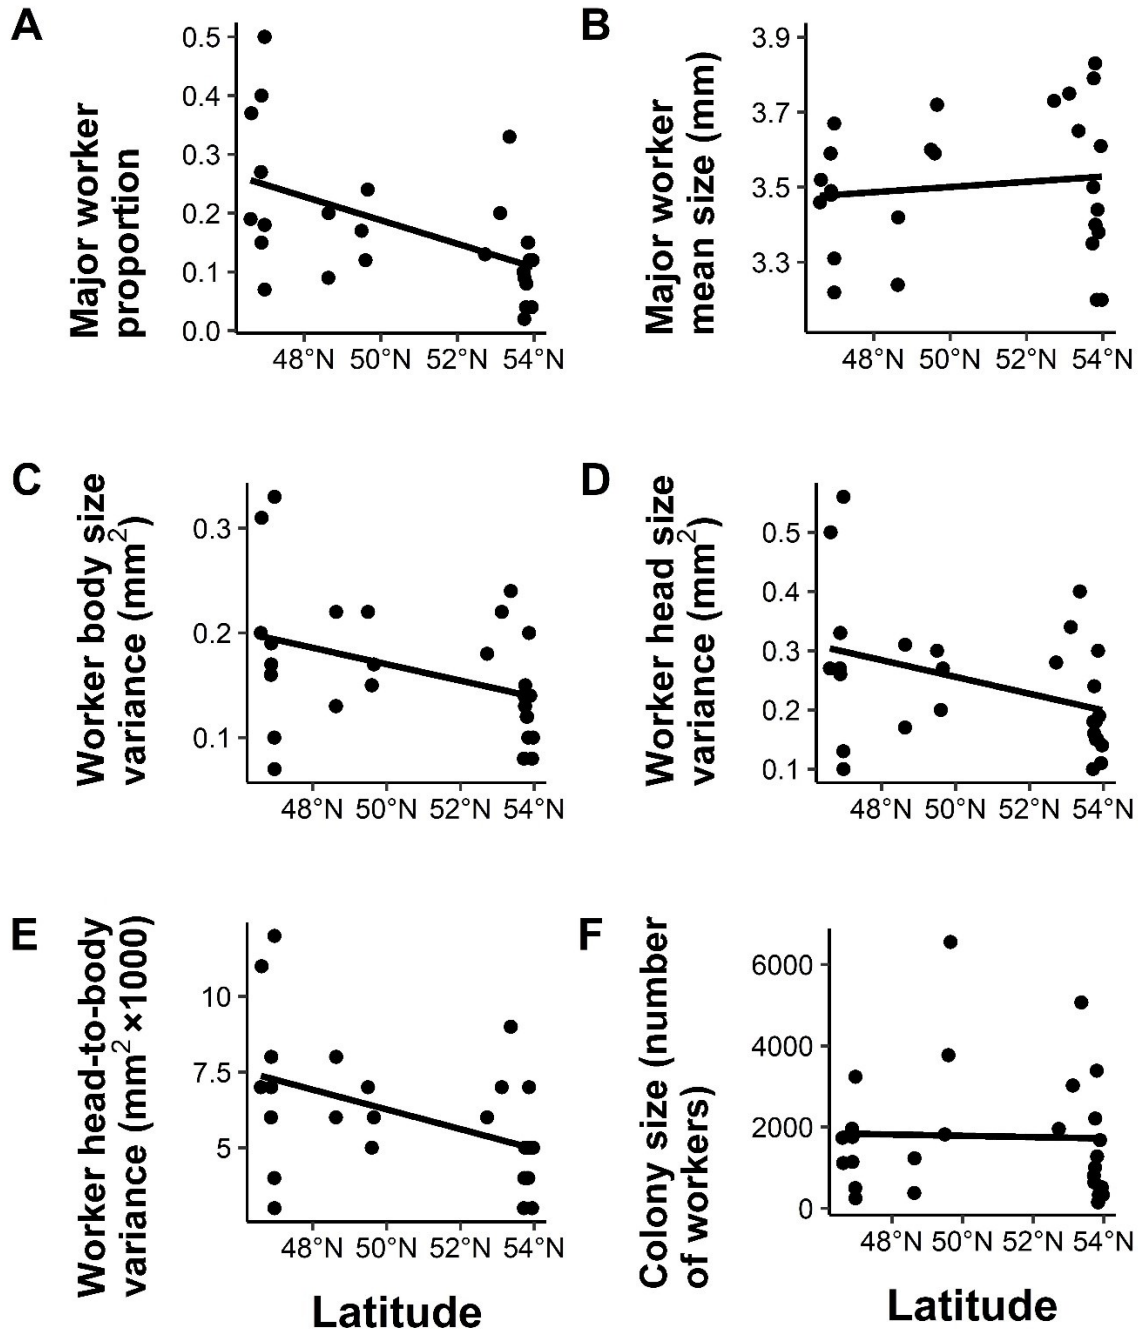 A
Major worker
proportion
0.5
0.4
0.3
0.2
0.1
0.0
48°N 50°N 52°N 54°N
B
Major worker
mean size (mm)
3.9
3.7
3.5
3.3
48°N 50°N 52°N 54°N
C
Worker body size
variance (mm²)
0.3
0.2
0.1
48°N 50°N 52°N 54°N
D
Worker head size
variance (mm²)
0.5
0.4
0.3
0.2
0.1
48°N 50°N 52°N 54°N
E
Worker head-to-body
variance (mm² ×1000)
10
7.5
5
48°N 50°N 52°N 54°N
Latitude
F
Colony size (number
of workers)
6000
4000
2000
0
48°N 50°N 52°N 54°N
Latitude